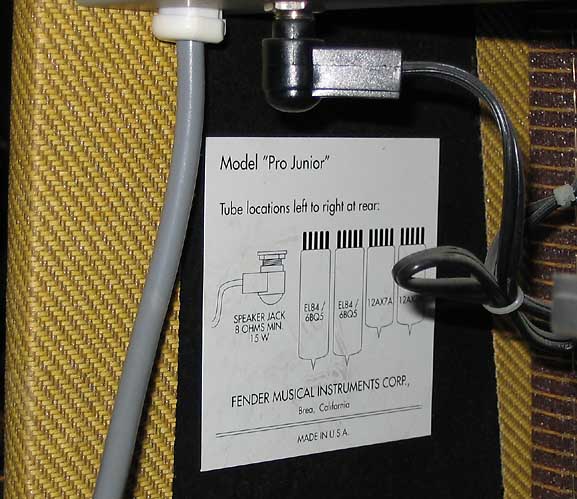 Model "Pro Junior"
Tube locations left to right at rear:
SPEAKER JACK
8 OHMS MIN.
15 W
EL84 /
6BQ5
EL84 /
6BQ5
12AX7A
FENDER MUSICAL INSTRUMENTS CORP.,
Brea, California
MADE IN U.S.A.